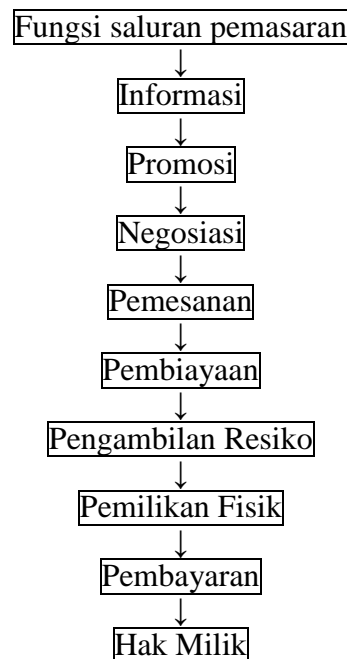 Fungsi saluran pemasaran
↓
Informasi
↓
Promosi
↓
Negosiasi
↓
Pemesanan
↓
Pembiayaan
↓
Pengambilan Resiko
↓
Pemilikan Fisik
↓
Pembayaran
↓
Hak Milik